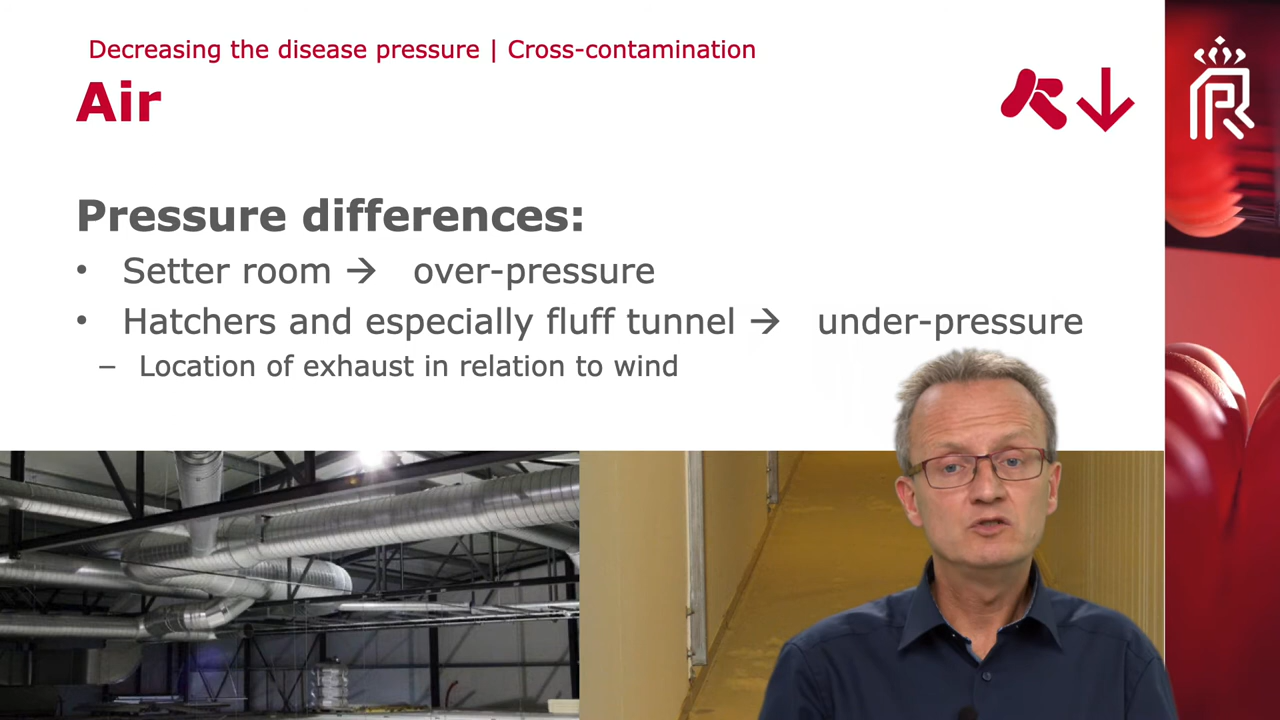 Decreasing the disease pressure | Cross-contamination
Air
Pressure differences:
• Setter room → over-pressure
• Hatchers and especially fluff tunnel → under-pressure
– Location of exhaust in relation to wind